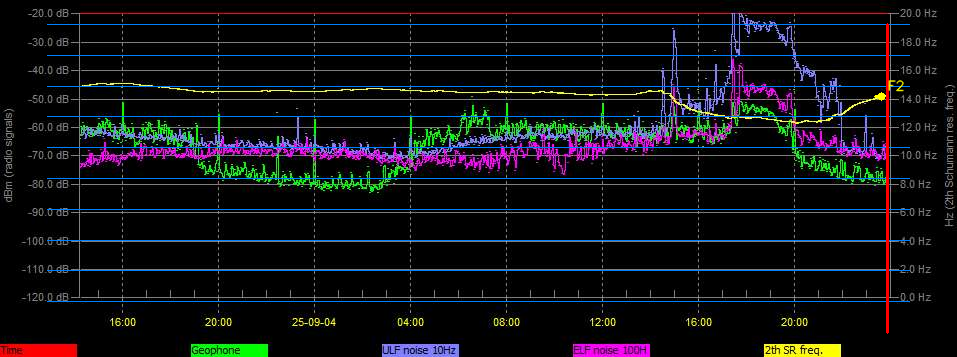 -20.0 dB 20.0 Hz
-30.0 dB 18.0 Hz
-40.0 dB 16.0 Hz
F2
-50.0 dB 14.0 Hz
-60.0 dB 12.0 Hz
-70.0 dB 10.0 Hz
-80.0 dB 8.0 Hz
-90.0 dB 6.0 Hz
-100.0 dB 4.0 Hz
-110.0 dB 2.0 Hz
-120.0 dB 0.0 Hz
dBm (radio signals)
Hz (2th Schumann res. freq.)
16:00 20:00 25-09-04 04:00 08:00 12:00 16:00 20:00
Time Geophone ULF noise 10Hz ELF noise 100H 2th SR freq.